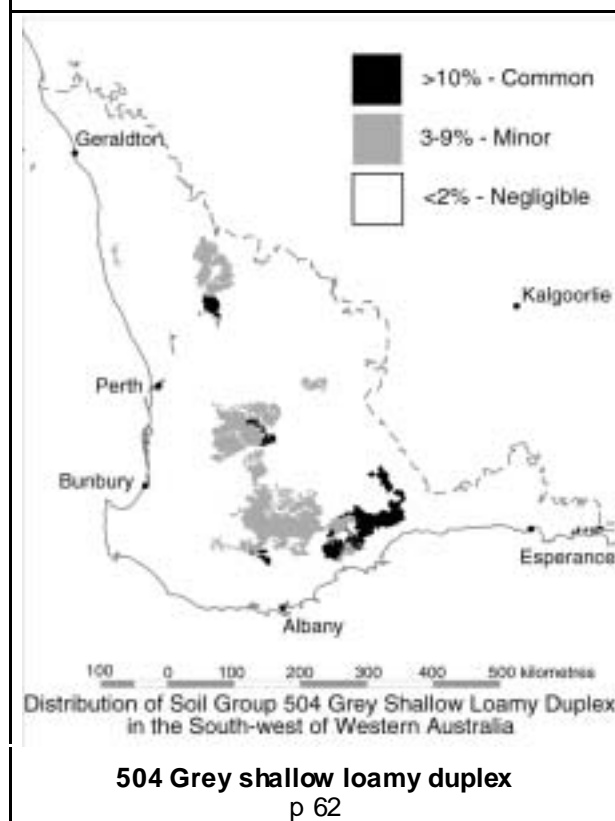 >10% - Common
3-9% - Minor
<2% - Negligible
Geraldton
Kalgoorlie
Perth
Bunbury
Esperance
Albany
100 0 100 200 300 400 500 kilometres
Distribution of Soil Group 504 Grey Shallow Loamy Duplex
in the South-west of Western Australia
504 Grey shallow loamy duplex
p 62